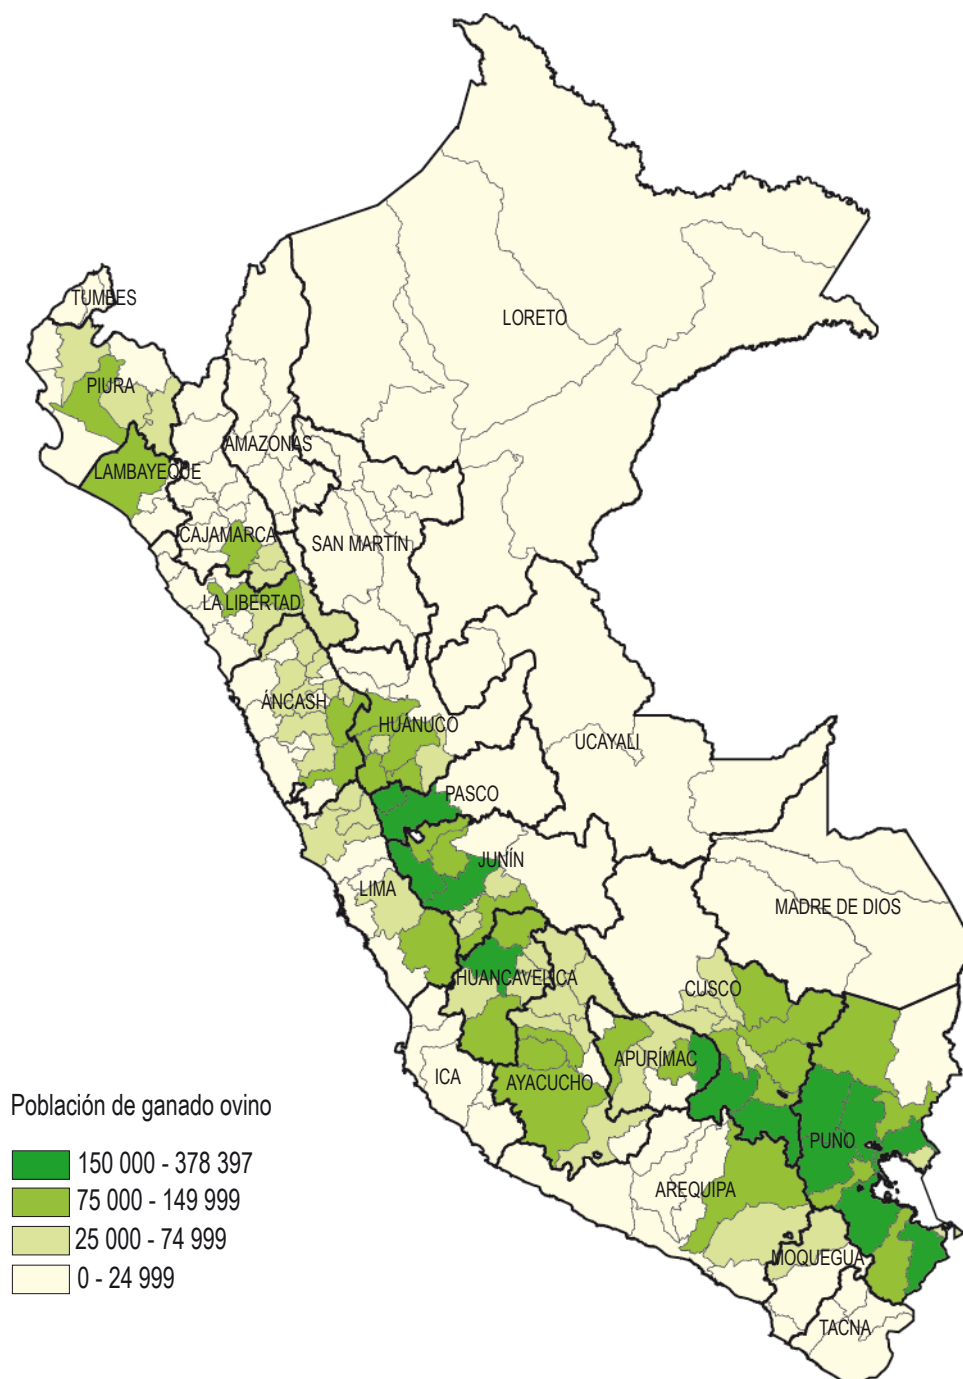 LORETO
TUMBES
PIURA
AMAZONAS
LAMBAYEQUE
CAJAMARCA
SAN MARTÍN
LA LIBERTAD
ÁNCASH
HUÁNUCO
UCAYALI
PASCO
JUNÍN
LIMA
MADRE DE DIOS
HUANCAVELICA
CUSCO
APURÍMAC
ICA
AYACUCHO
PUNO
AREQUIPA
MOQUEGUA
TACNA
Población de ganado ovino
150 000 - 378 397
75 000 - 149 999
25 000 - 74 999
0 - 24 999